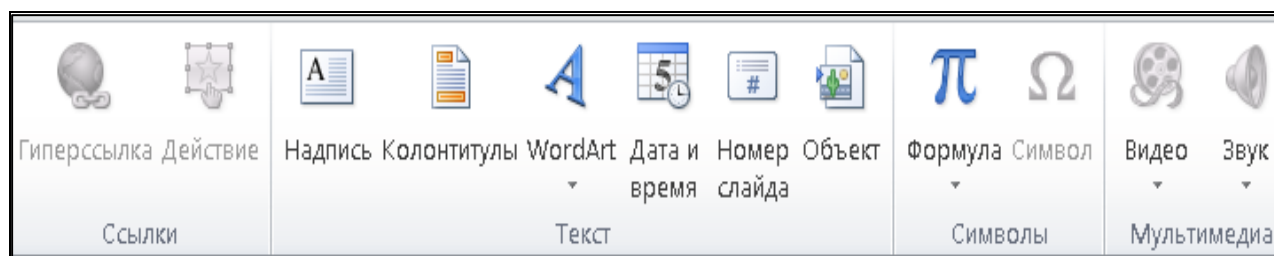 Гиперссылка Действие Надпись Колонтитулы WordArt Дата и время Номер слайда Объект Формула Символ Видео Звук
Ссылки Текст Символы Мультимедиа